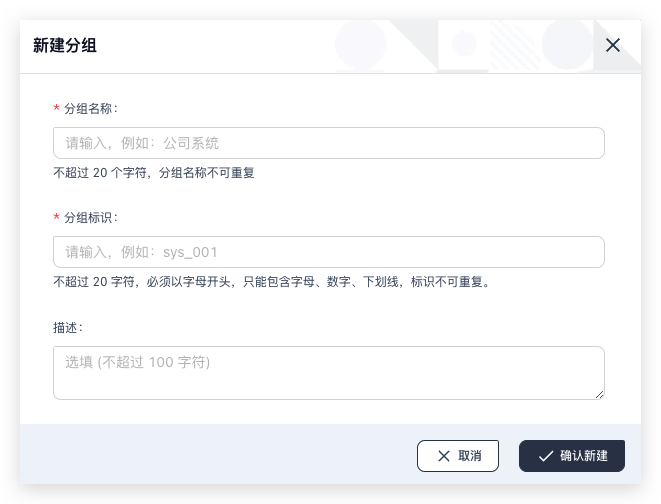 新建分组
* 分组名称：
请输入，例如：公司系统
不超过 20 个字符，分组名称不可重复
* 分组标识：
请输入，例如：sys_001
不超过 20 字符，必须以字母开头，只能包含字母、数字、下划线，标识不可重复。
描述：
选填 (不超过 100 字符)
取消
确认新建